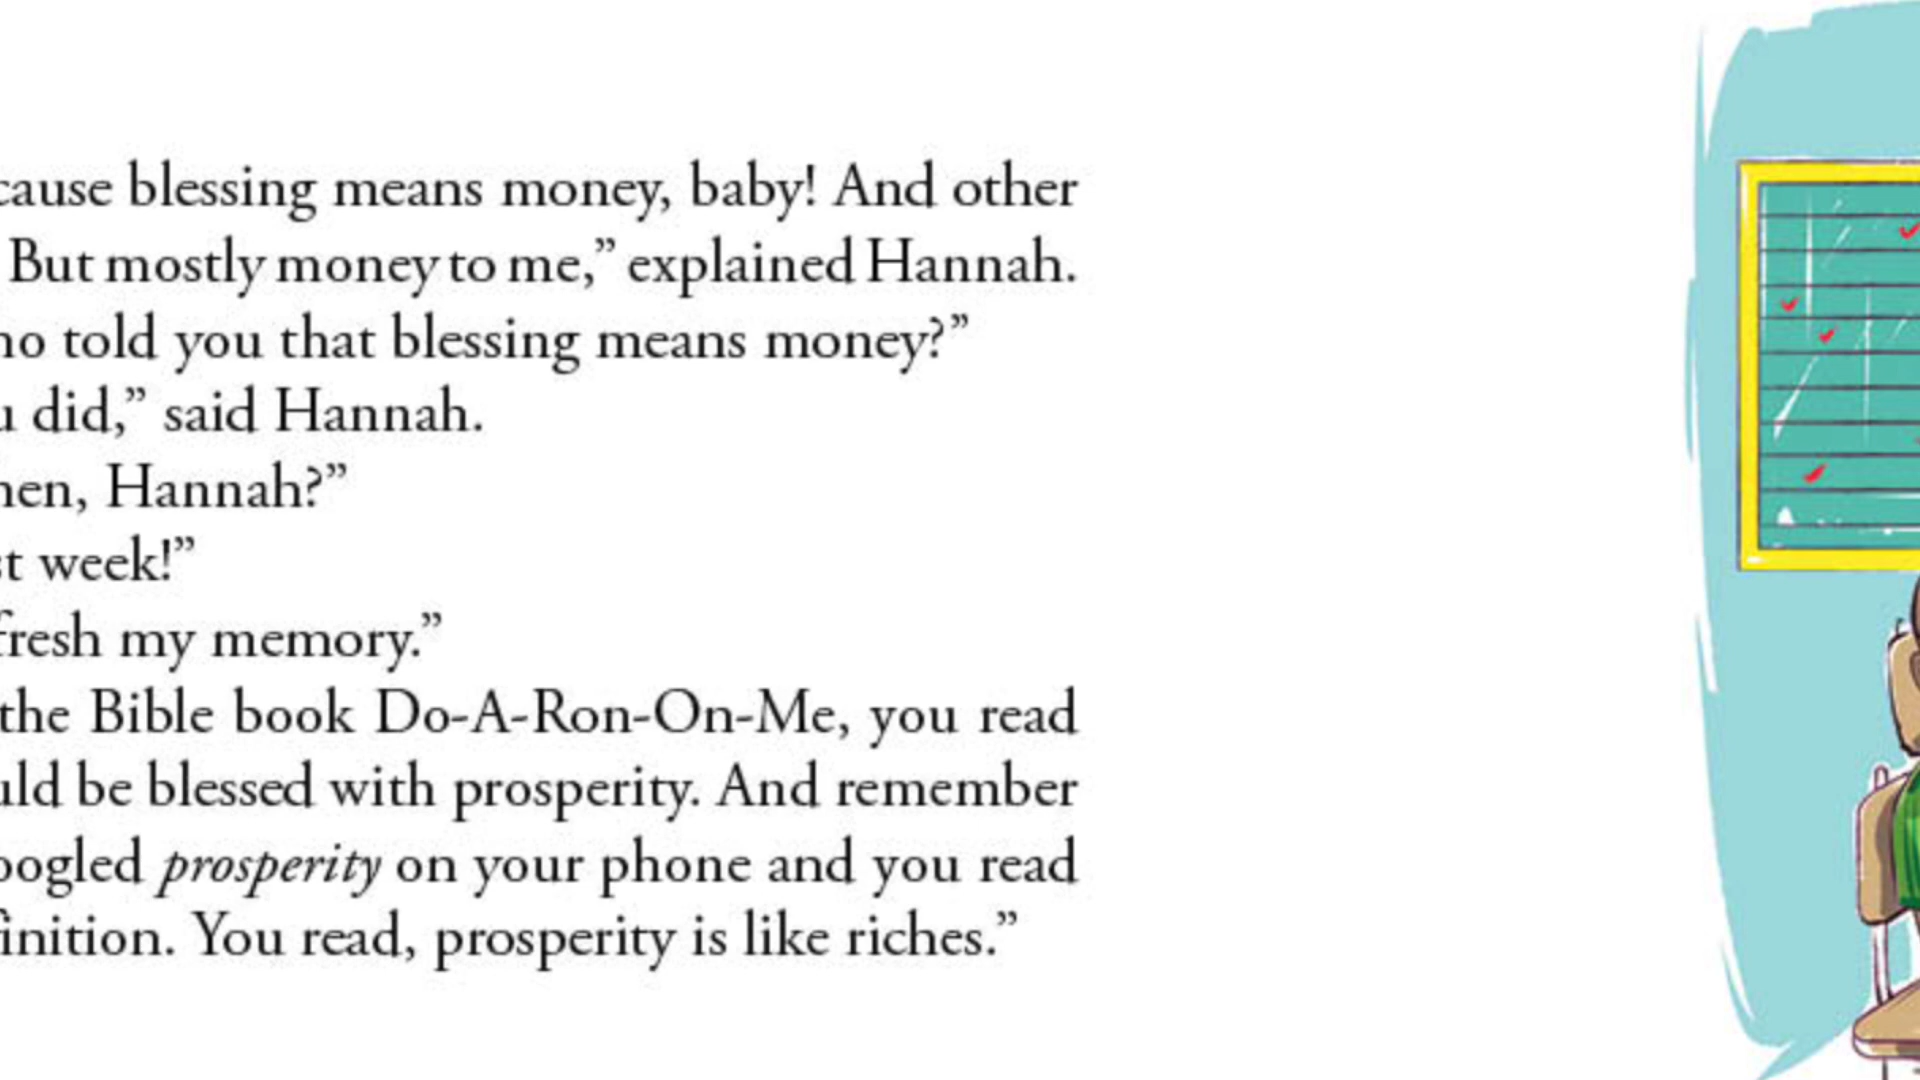 cause blessing means money, baby! And other
But mostly money to me,” explained Hannah.
ho told you that blessing means money?”
u did,” said Hannah.
hen, Hannah?”
st week!”
fresh my memory.”
the Bible book Do-A-Ron-On-Me, you read
uld be blessed with prosperity. And remember
oogled prosperity on your phone and you read
finition. You read, prosperity is like riches.”